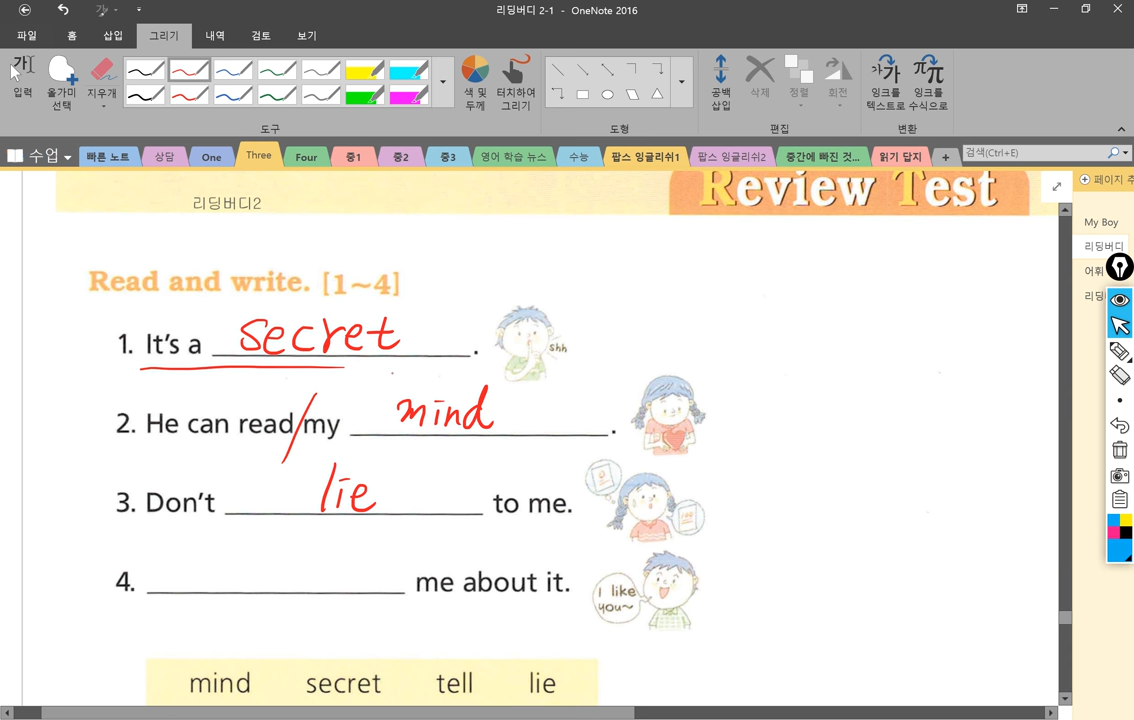 리딩버디 2-1 - OneNote 2016
파일 홈 삽입 그리기 내역 검토 보기
입력
올가미 선택
지우개
색 및 두께
터치하여 그리기
공백 삽입
삭제
정렬
회전
잉크를 텍스트로
잉크를 수식으로
도구
도형
편집
변환
수업 빠른 노트 상담 One Three Four 중1 중2 중3 영어 학습 뉴스 수능 팝스 잉글리쉬1 팝스 잉글리쉬2 중간에 빠진 것... 읽기 답지 + 검색(Ctrl+E)
페이지 추
My Boy
리딩버디
어휘
리딩
리딩버디2
Review Test
Read and write. [1~4]
1. It's a secret.
shh
2. He can read/my mind.
3. Don't lie to me.
4. me about it.
I like you~
mind secret tell lie